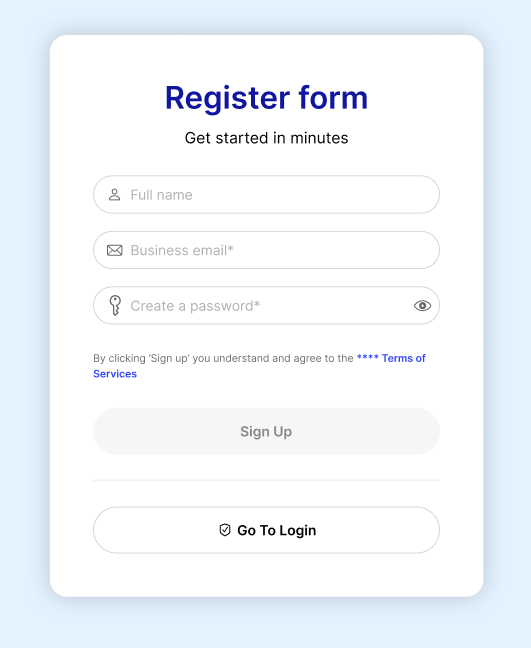 Register form
Get started in minutes
Full name
Business email*
Create a password*
By clicking ‘Sign up’ you understand and agree to the **** Terms of
Services
Sign Up
Go To Login